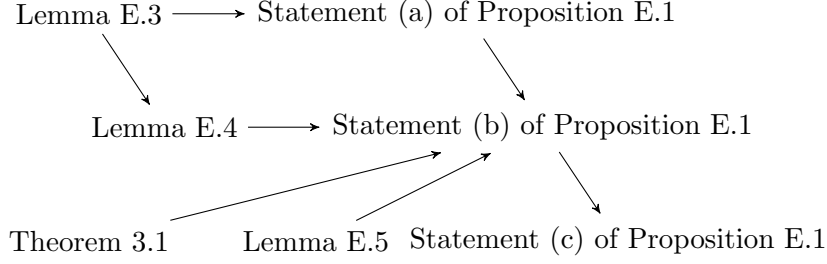 Lemma E.3 Statement (a) of Proposition E.1
Lemma E.4 Statement (b) of Proposition E.1
Theorem 3.1 Lemma E.5 Statement (c) of Proposition E.1